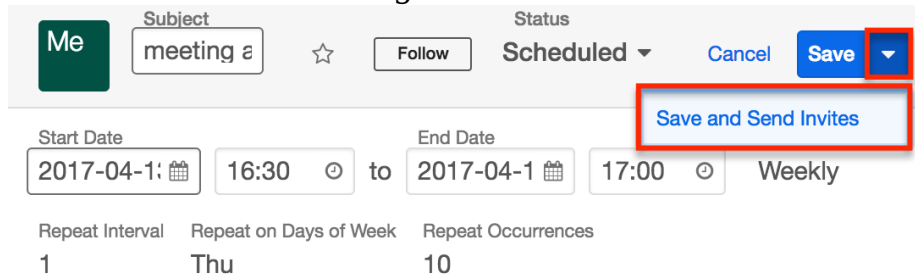 Subject
Status
Me
meeting a
Follow
Scheduled
Cancel
Save
Save and Send Invites
Start Date
End Date
2017-04-1
16:30
to
2017-04-1
17:00
Weekly
Repeat Interval
Repeat on Days of Week
Repeat Occurrences
1
Thu
10